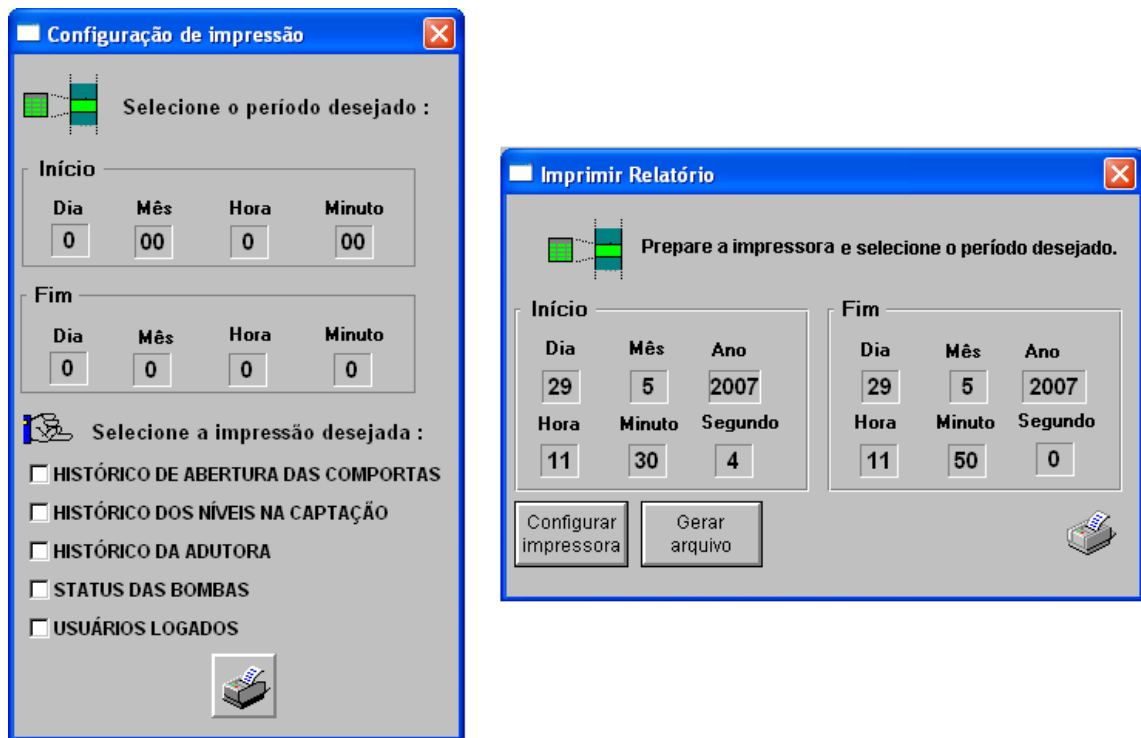 Configuração de impressão
Selecione o período desejado :
Início
Dia Mês Hora Minuto
0 00 0 00
Fim
Dia Mês Hora Minuto
0 0 0 0
Selecione a impressão desejada :
HISTÓRICO DE ABERTURA DAS COMPORTAS
HISTÓRICO DOS NÍVEIS NA CAPTAÇÃO
HISTÓRICO DA ADUTORA
STATUS DAS BOMBAS
USUÁRIOS LOGADOS
Imprimir Relatório
Prepare a impressora e selecione o período desejado.
Início
Dia Mês Ano
29 5 2007
Hora Minuto Segundo
11 30 4
Fim
Dia Mês Ano
29 5 2007
Hora Minuto Segundo
11 50 0
Configurar
impressora
Gerar
arquivo